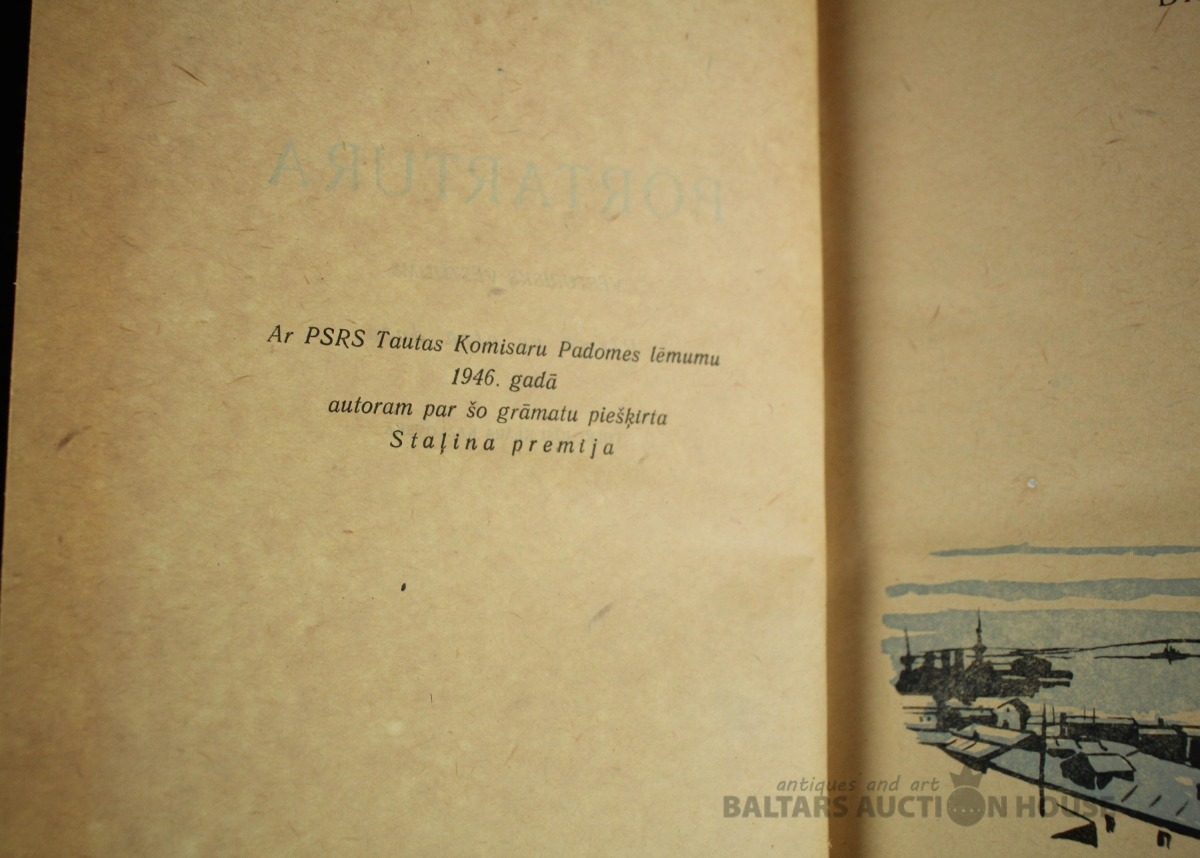 PORTARTURA
Ar PSRS Tautas Komisaru Padomes lēmumu
1946. gadā
autoram par šo grāmatu piešķirta
Staļina premija
antiques and art
BALTARS AUCTION HOUSE